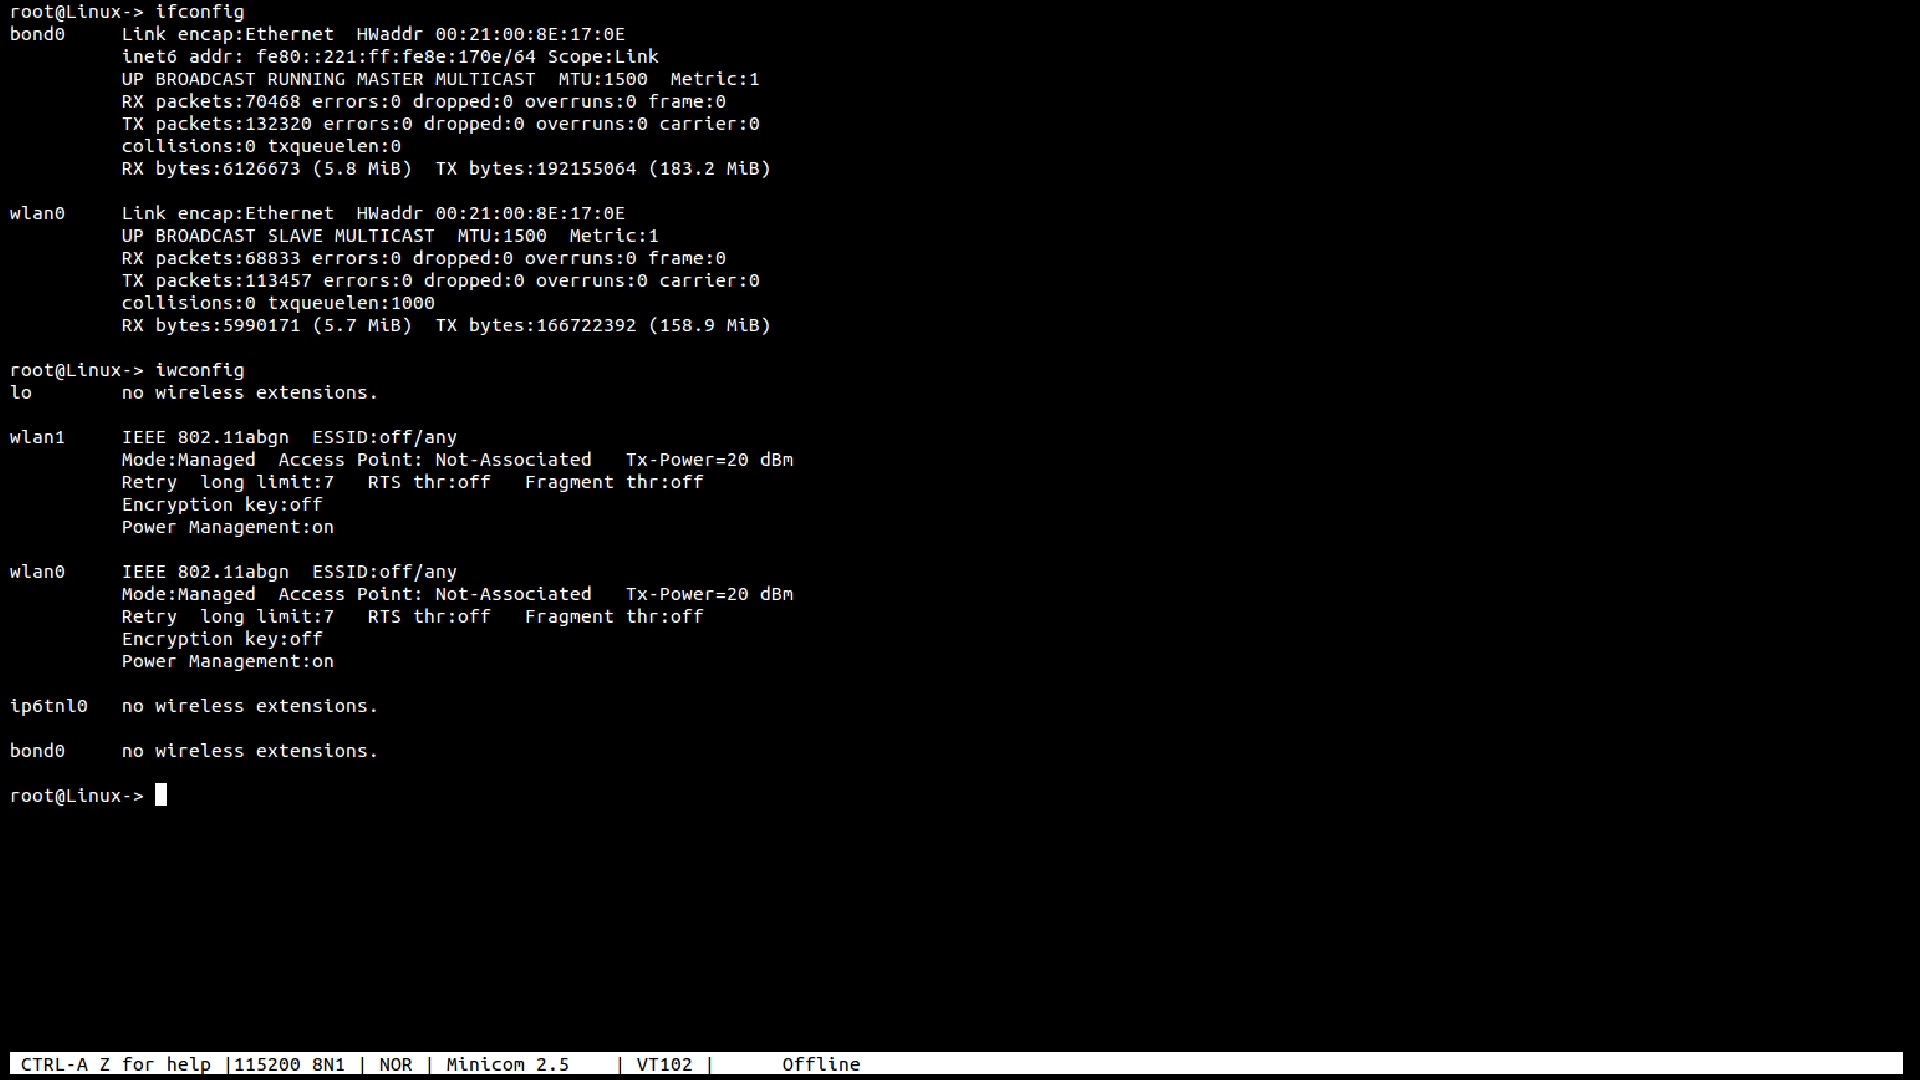 root@Linux-> ifconfig
bond0     Link encap:Ethernet  HWaddr 00:21:00:8E:17:0E
          inet6 addr: fe80::221:ff:fe8e:170e/64 Scope:Link
          UP BROADCAST RUNNING MASTER MULTICAST  MTU:1500  Metric:1
          RX packets:70468 errors:0 dropped:0 overruns:0 frame:0
          TX packets:132320 errors:0 dropped:0 overruns:0 carrier:0
          collisions:0 txqueuelen:0
          RX bytes:6126673 (5.8 MiB)  TX bytes:192155064 (183.2 MiB)

wlan0     Link encap:Ethernet  HWaddr 00:21:00:8E:17:0E
          UP BROADCAST SLAVE MULTICAST  MTU:1500  Metric:1
          RX packets:68833 errors:0 dropped:0 overruns:0 frame:0
          TX packets:113457 errors:0 dropped:0 overruns:0 carrier:0
          collisions:0 txqueuelen:1000
          RX bytes:5990171 (5.7 MiB)  TX bytes:166722392 (158.9 MiB)

root@Linux-> iwconfig
lo        no wireless extensions.

wlan1     IEEE 802.11abgn  ESSID:off/any
          Mode:Managed  Access Point: Not-Associated   Tx-Power=20 dBm
          Retry  long limit:7   RTS thr:off   Fragment thr:off
          Encryption key:off
          Power Management:on

wlan0     IEEE 802.11abgn  ESSID:off/any
          Mode:Managed  Access Point: Not-Associated   Tx-Power=20 dBm
          Retry  long limit:7   RTS thr:off   Fragment thr:off
          Encryption key:off
          Power Management:on

ip6tnl0   no wireless extensions.

bond0     no wireless extensions.

root@Linux->
CTRL-A Z for help |115200 8N1 | NOR | Minicom 2.5    | VT102 |      Offline